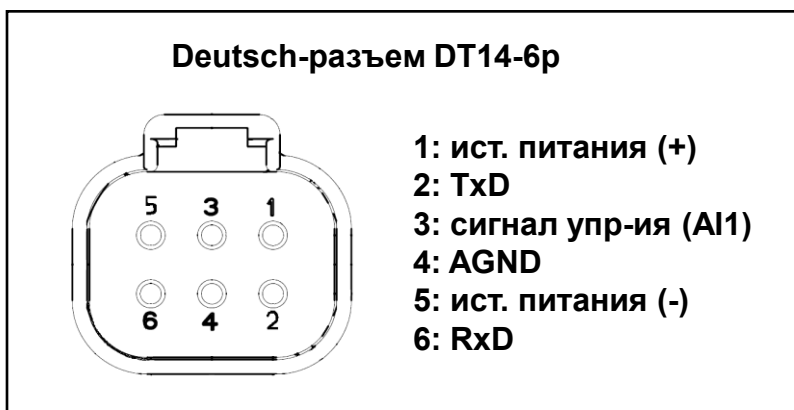 Deutsch-разъем DT14-6p
5 3 1
6 4 2
1: ист. питания (+)
2: TxD
3: сигнал упр-ия (AI1)
4: AGND
5: ист. питания (-)
6: RxD